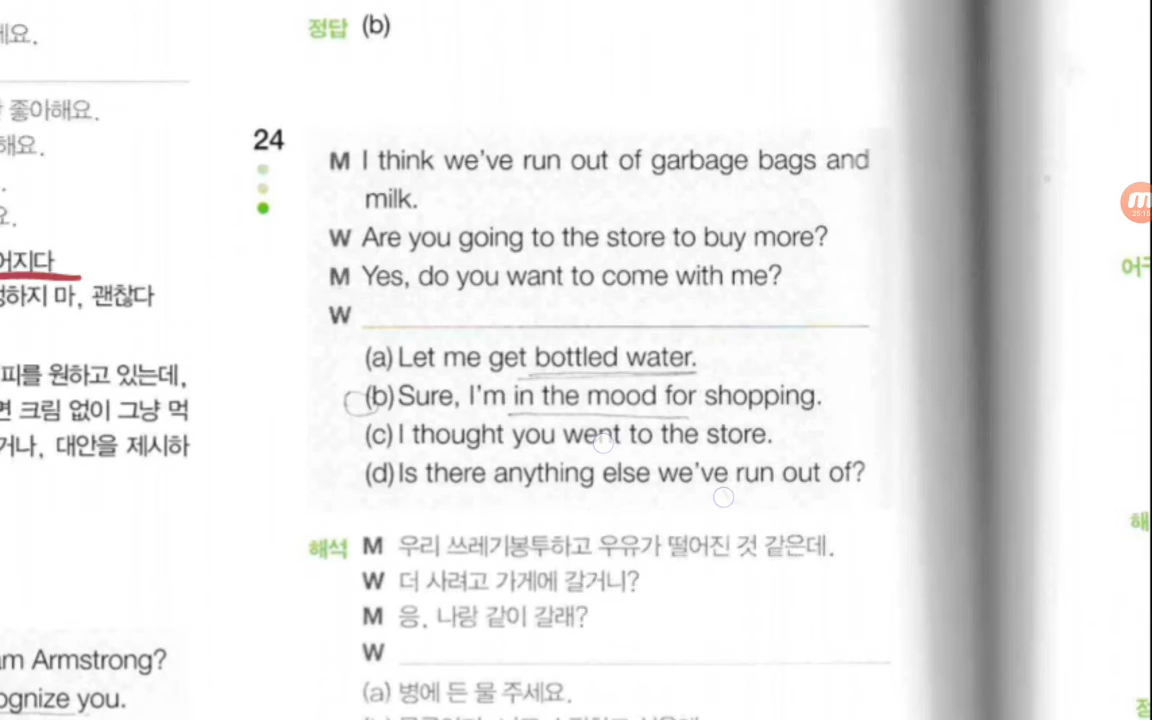 정답 (b)
24
M I think we've run out of garbage bags and
milk.
W Are you going to the store to buy more?
M Yes, do you want to come with me?
W
(a) Let me get bottled water.
(b) Sure, I'm in the mood for shopping.
(c) I thought you went to the store.
(d) Is there anything else we've run out of?
해석 M 우리 쓰레기봉투하고 우유가 떨어진 것 같은데.
W 더 사려고 가게에 갈거니?
M 응, 나랑 같이 갈래?
W
(a) 병에 든 물 주세요.
좋아해요.
해요.
어지다
하지 마, 괜찮다
피를 원하고 있는데,
면 크림 없이 그냥 먹
거나, 대안을 제시하
am Armstrong?
ognize you.